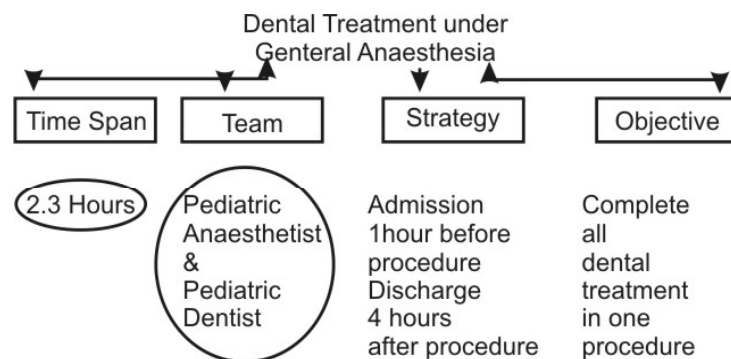 Dental Treatment under
Genteral Anaesthesia
Time Span
Team
Strategy
Objective
2.3 Hours
Pediatric
Anaesthetist
&
Pediatric
Dentist
Admission
1hour before
procedure
Discharge
4 hours
after procedure
Complete
all
dental
treatment
in one
procedure